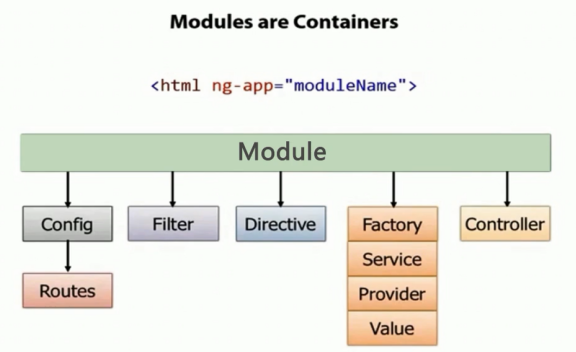 Modules are Containers
<html ng-app="moduleName">
Module
Config
Filter
Directive
Factory
Controller
Service
Routes
Provider
Value